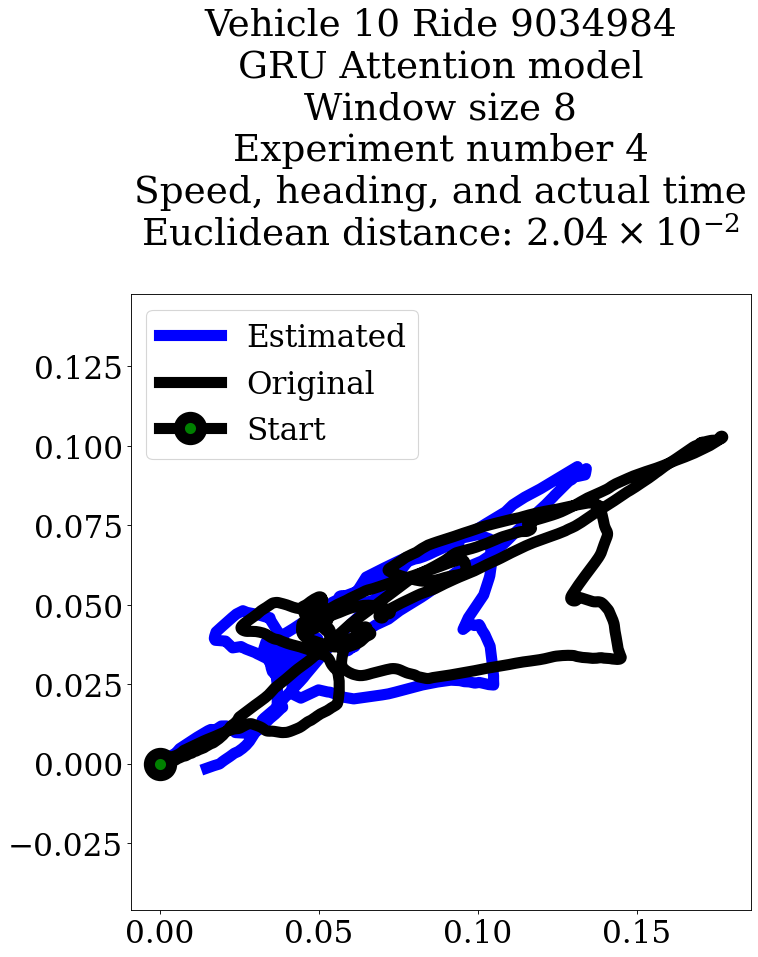 Vehicle 10 Ride 9034984
GRU Attention model
Window size 8
Experiment number 4
Speed, heading, and actual time
Euclidean distance: 2.04 × 10⁻²
Estimated
Original
Start
0.125
0.100
0.075
0.050
0.025
0.000
−0.025
0.00 0.05 0.10 0.15